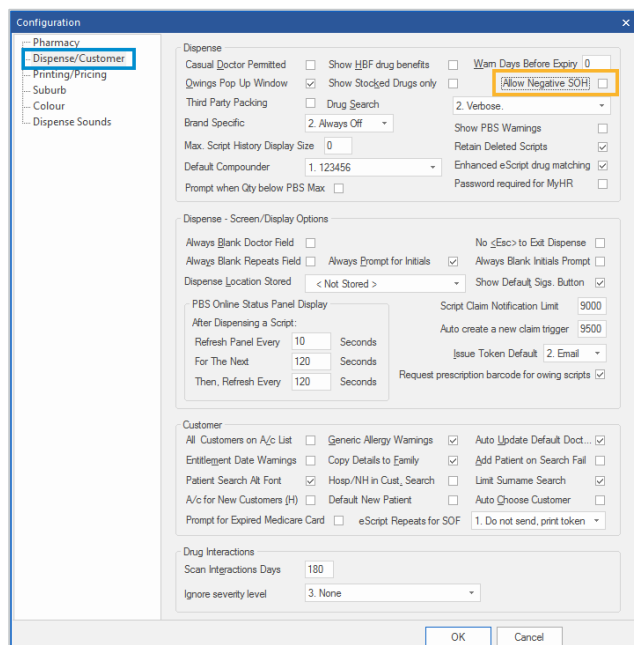 Configuration
Pharmacy
Dispense/Customer
Printing/Pricing
Suburb
Colour
Dispense Sounds
Dispense
Casual Doctor Permitted Show HBF drug benefits Warn Days Before Expiry 0
Owings Pop Up Window Show Stocked Drugs only Allow Negative SOH
Third Party Packing Drug Search 2. Verbose.
Brand Specific 2. Always Off Show PBS Warnings
Max. Script History Display Size 0 Retain Deleted Scripts
Default Compounder 1. 123456 Enhanced eScript drug matching
Prompt when Qty below PBS Max Password required for MyHR
Dispense - Screen/Display Options
Always Blank Doctor Field No <Esc> to Exit Dispense
Always Blank Repeats Field Always Prompt for Initials Always Blank Initials Prompt
Dispense Location Stored < Not Stored > Show Default Sigs. Button
PBS Online Status Panel Display Script Claim Notification Limit 9000
After Dispensing a Script: Auto create a new claim trigger 9500
Refresh Panel Every 10 Seconds Issue Token Default 2. Email
For The Next 120 Seconds
Then, Refresh Every 120 Seconds Request prescription barcode for owing scripts
Customer
All Customers on A/c List Generic Allergy Warnings Auto Update Default Doct...
Entitlement Date Warnings Copy Details to Family Add Patient on Search Fail
Patient Search Alt Font Hosp/NH in Cust. Search Limit Surname Search
A/c for New Customers (H) Default New Patient Auto Choose Customer
Prompt for Expired Medicare Card eScript Repeats for SOF 1. Do not send, print token
Drug Interactions
Scan Interactions Days 180
Ignore severity level 3. None
OK Cancel